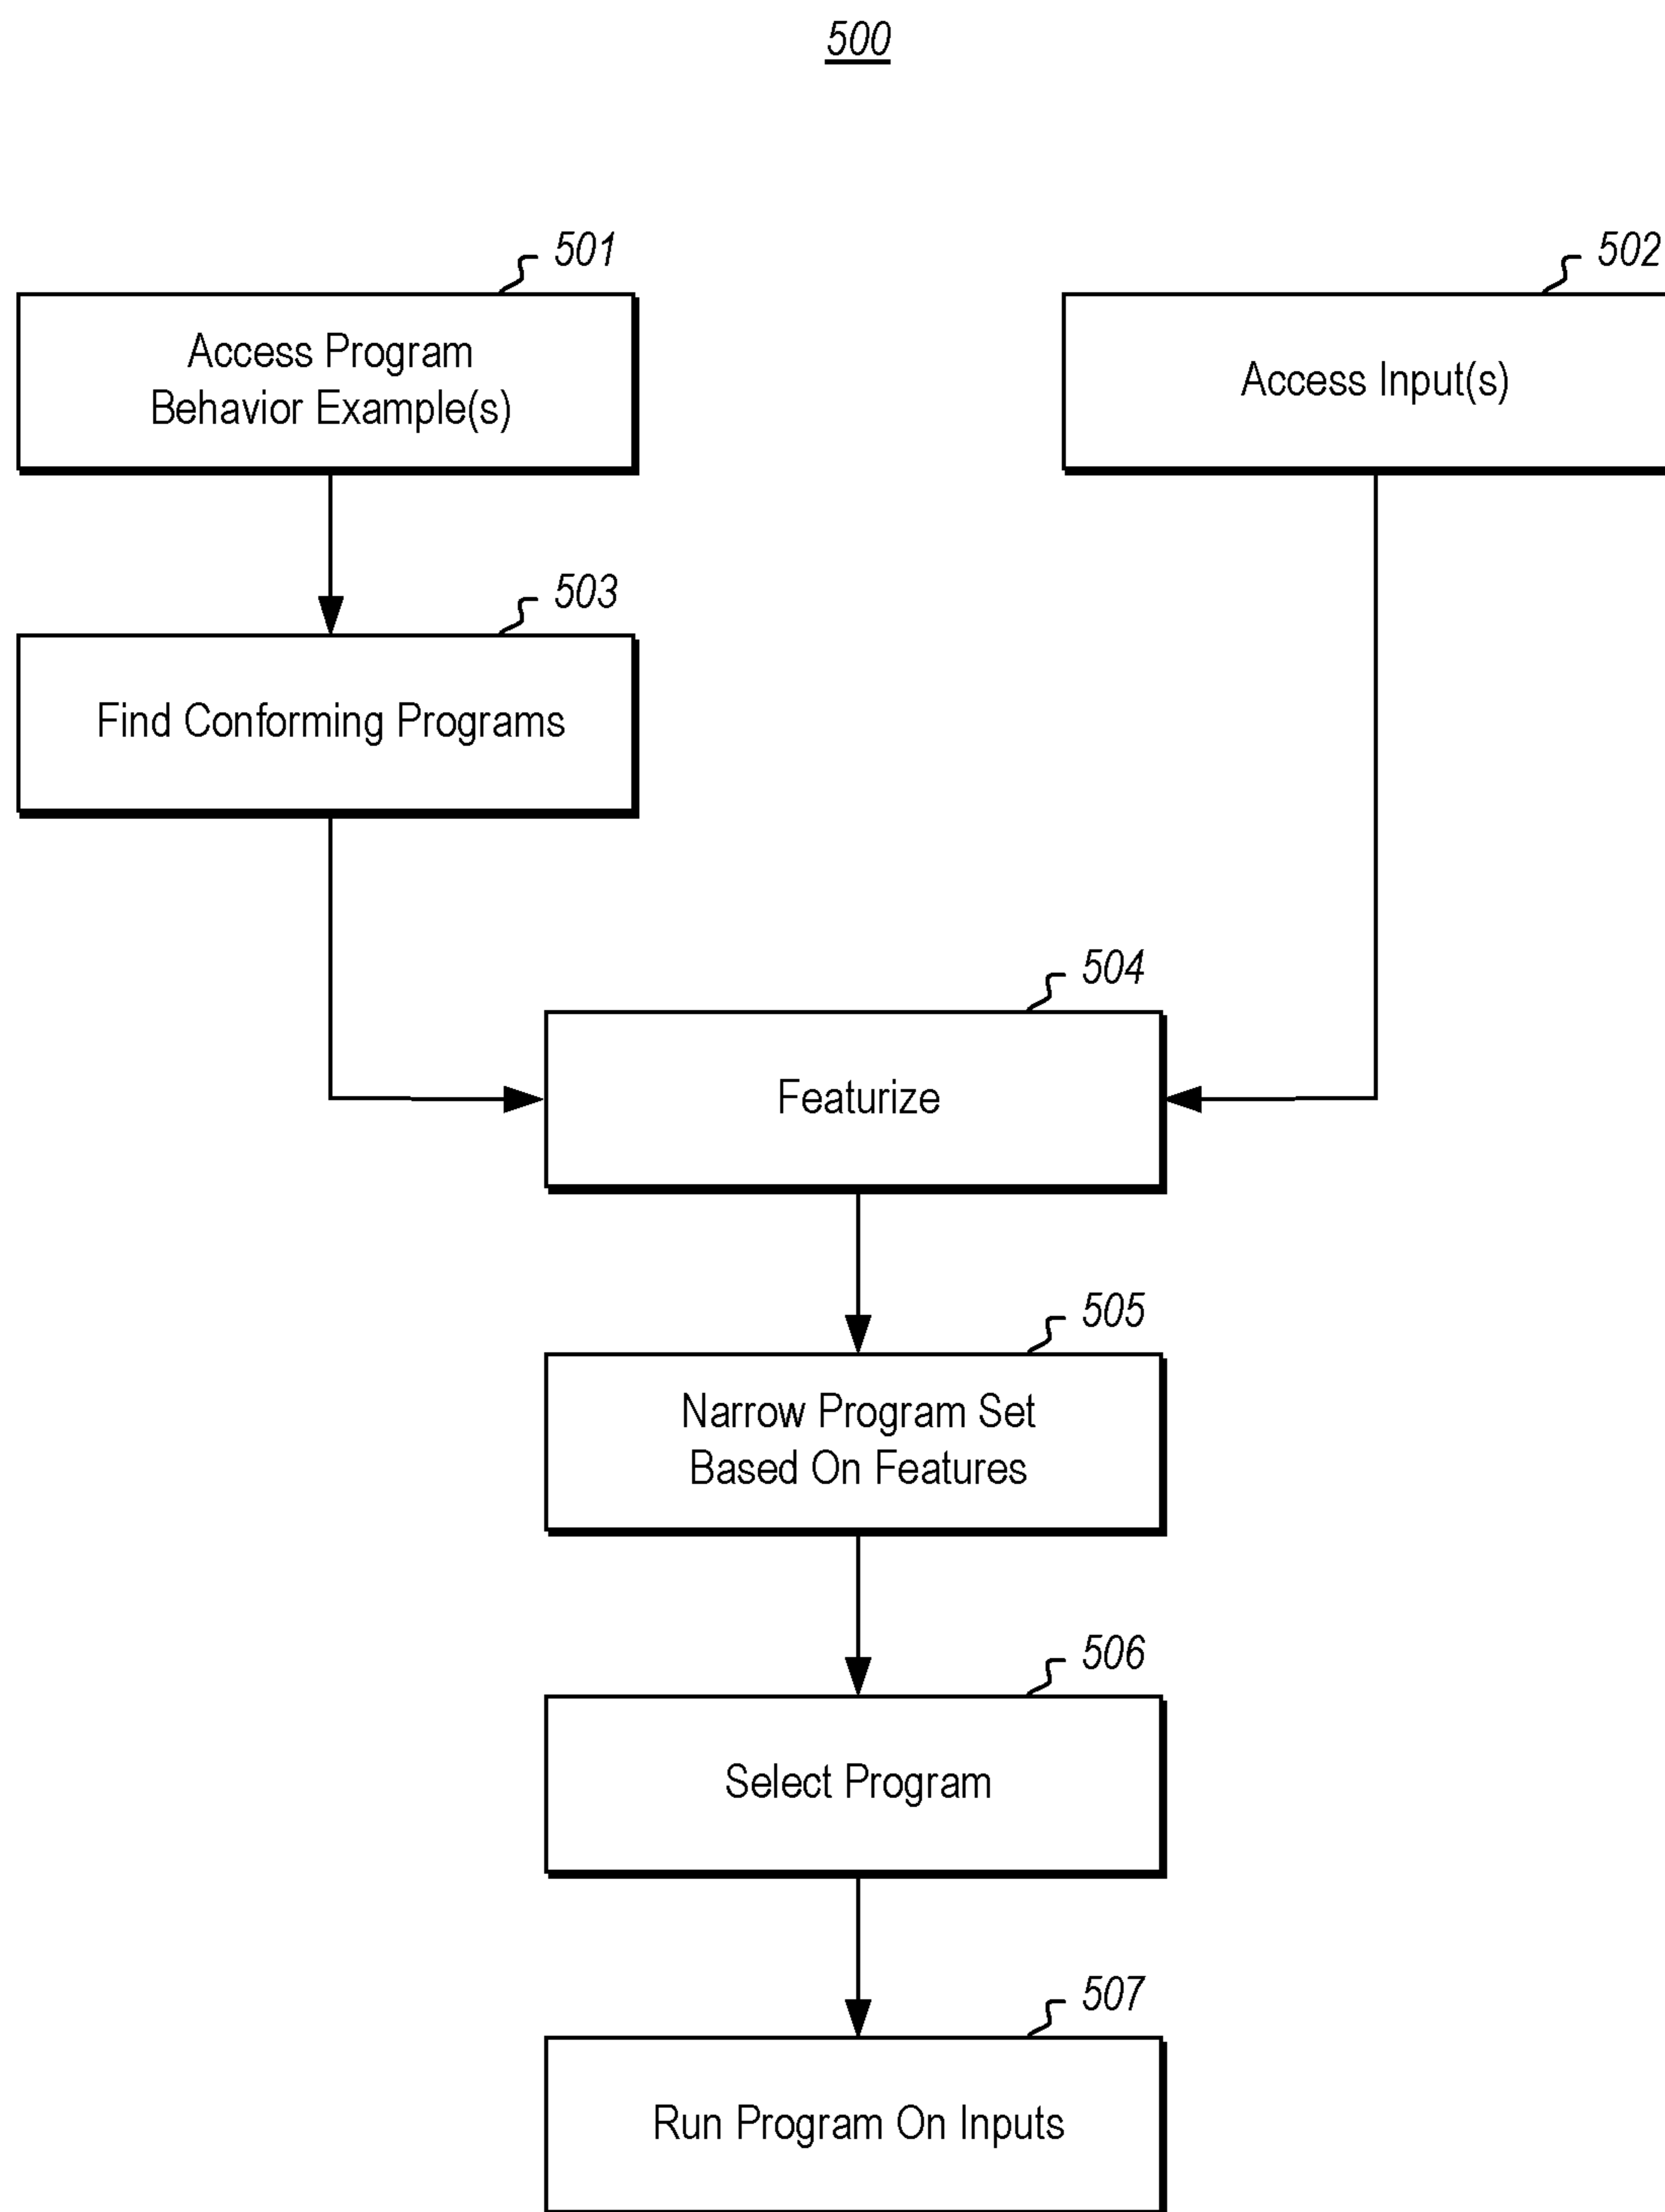 500
501
Access Program
Behavior Example(s)
502
Access Input(s)
503
Find Conforming Programs
504
Featurize
505
Narrow Program Set
Based On Features
506
Select Program
507
Run Program On Inputs